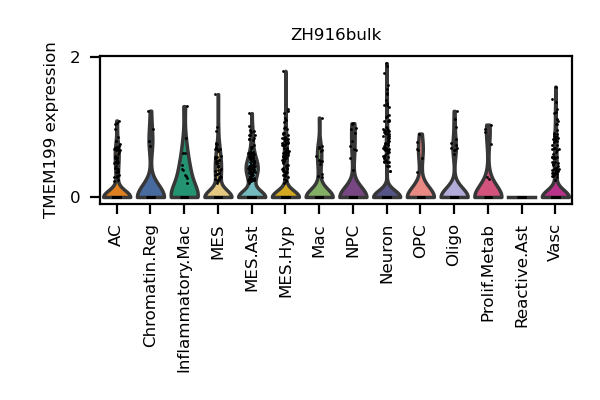 ZH916bulk
TMEM199 expression
2
0
AC
Chromatin.Reg
Inflammatory.Mac
MES
MES.Ast
MES.Hyp
Mac
NPC
Neuron
OPC
Oligo
Prolif.Metab
Reactive.Ast
Vasc